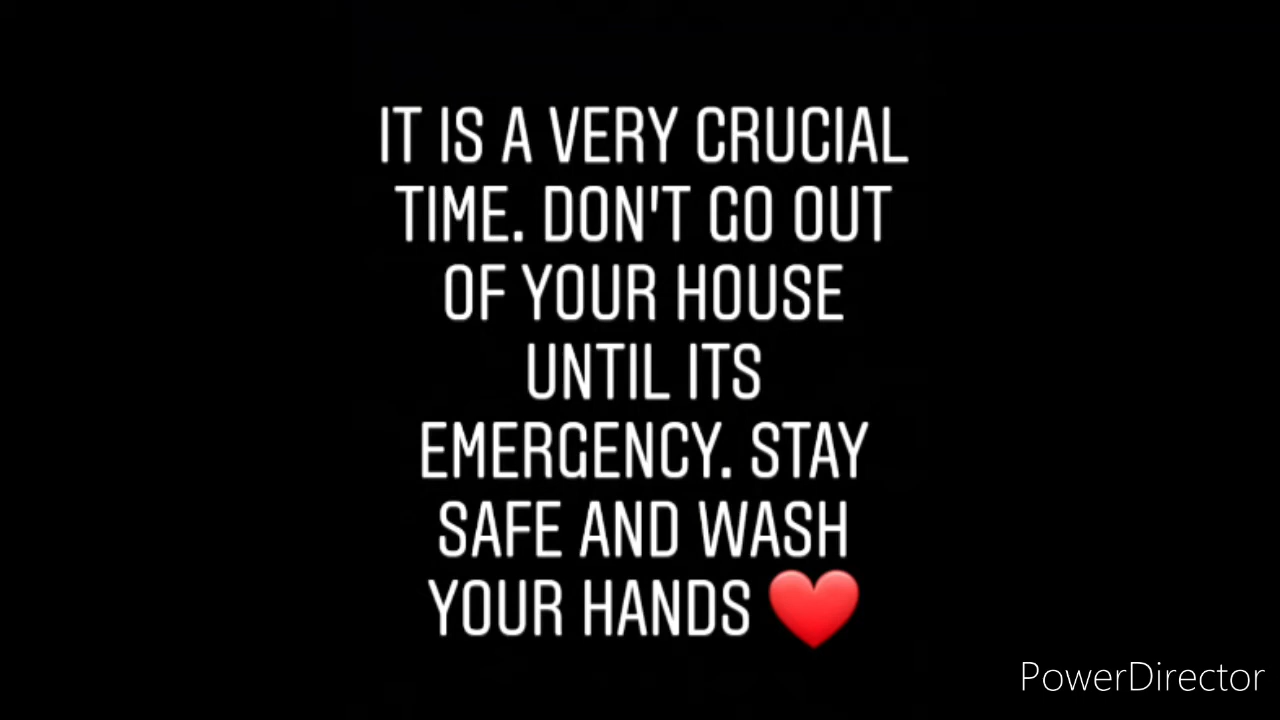 IT IS A VERY CRUCIAL
TIME. DON'T GO OUT
OF YOUR HOUSE
UNTIL ITS
EMERGENCY. STAY
SAFE AND WASH
YOUR HANDS ❤️
PowerDirector